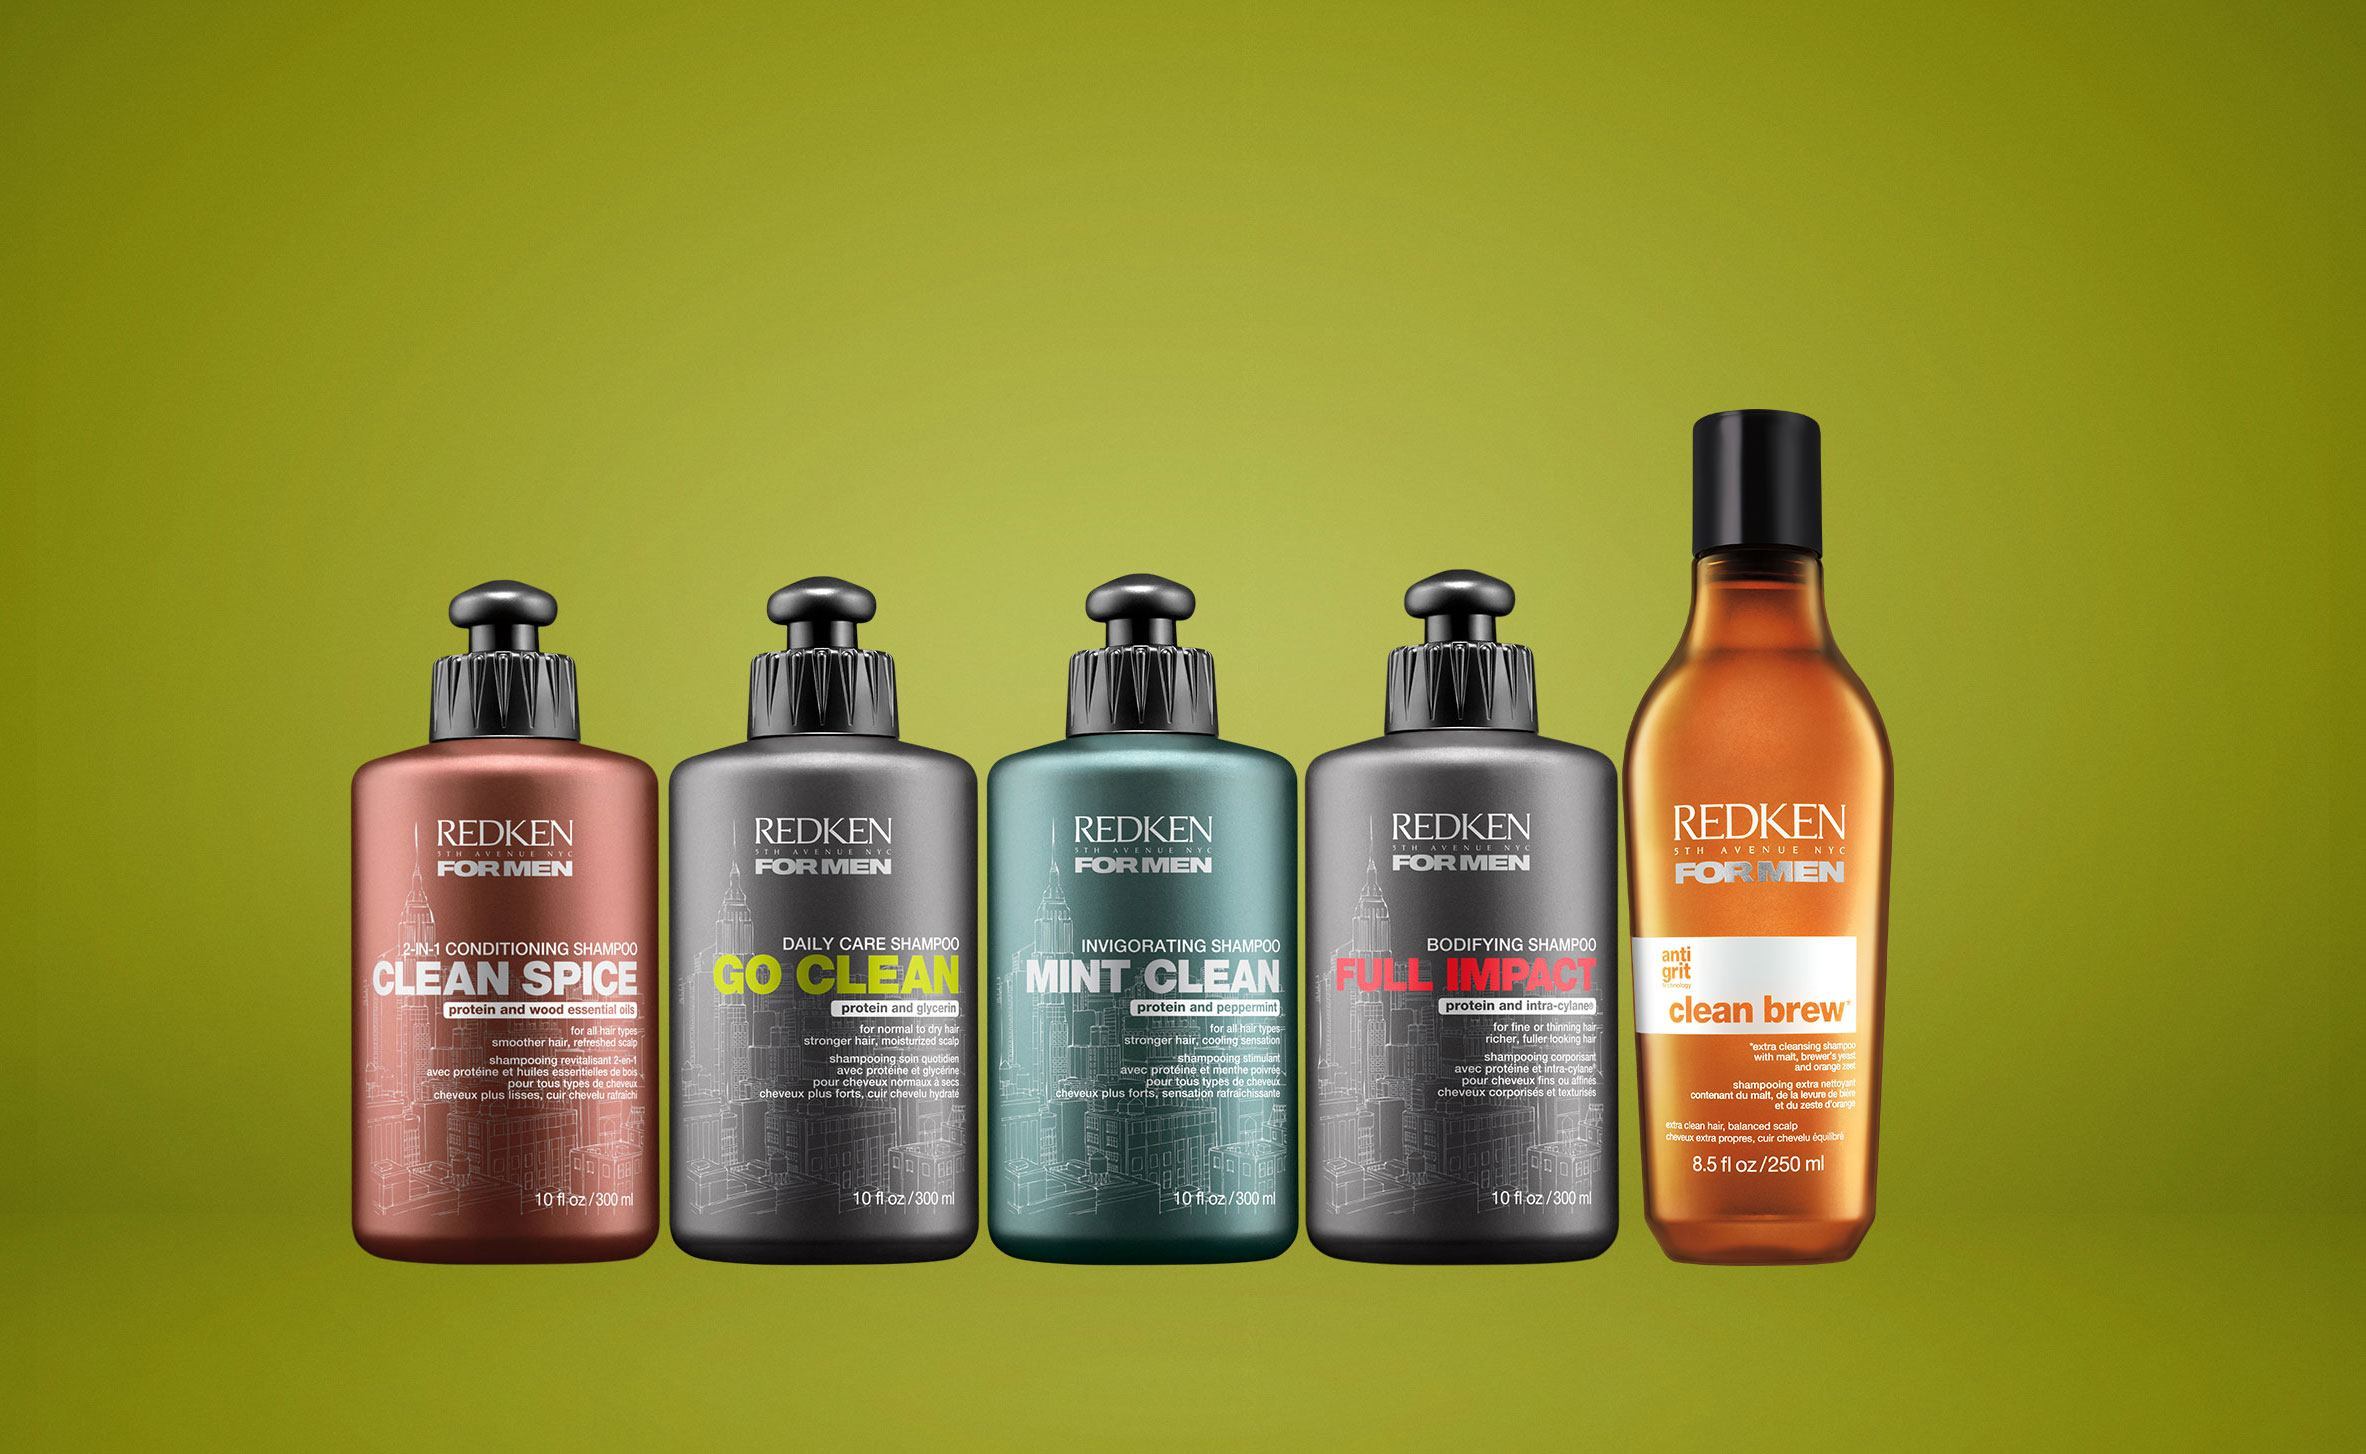 REDKEN
5TH AVENUE NYC
FOR MEN
2-IN-1 CONDITIONING SHAMPOO
CLEAN SPICE
protein and wood essential oils
for all hair types
smoother hair, refreshed scalp
shampooing revitalisant 2-en-1
avec protéine et huiles essentielles de bois
pour tous types de cheveux
cheveux plus lisses, cuir chevelu rafraichi
10 fl oz / 300 ml
REDKEN
5TH AVENUE NYC
FOR MEN
DAILY CARE SHAMPOO
GO CLEAN
protein and glycerin
for normal to dry hair
stronger hair, moisturized scalp
shampooing soin quotidien
avec protéine et glycérine
pour cheveux normaux à secs
cheveux plus forts, cuir chevelu hydraté
10 fl oz / 300 ml
REDKEN
5TH AVENUE NYC
FOR MEN
INVIGORATING SHAMPOO
MINT CLEAN
protein and peppermint
for all hair types
stronger hair, cooling sensation
shampooing stimulant
avec protéine et menthe poivrée
pour tous types de cheveux
cheveux plus forts, sensation rafraichissante
10 fl oz / 300 ml
REDKEN
5TH AVENUE NYC
FOR MEN
BODIFYING SHAMPOO
FULL IMPACT
protein and intra-cylane®
for fine or thinning hair
richer, fuller looking hair
shampooing corporisant
avec protéine et intra-cylane®
pour cheveux fins ou affinés
cheveux corporisés et texturisés
10 fl oz / 300 ml
REDKEN
5TH AVENUE NYC
FOR MEN
anti
grit
technology
clean brew*
*extra cleansing shampoo
with malt, brewer's yeast
and orange zest
shampooing extra nettoyant
contenant du malt, de la levure de bière
et du zeste d'orange
extra clean hair, balanced scalp
cheveux extra propres, cuir chevelu équilibré
8.5 fl oz / 250 ml